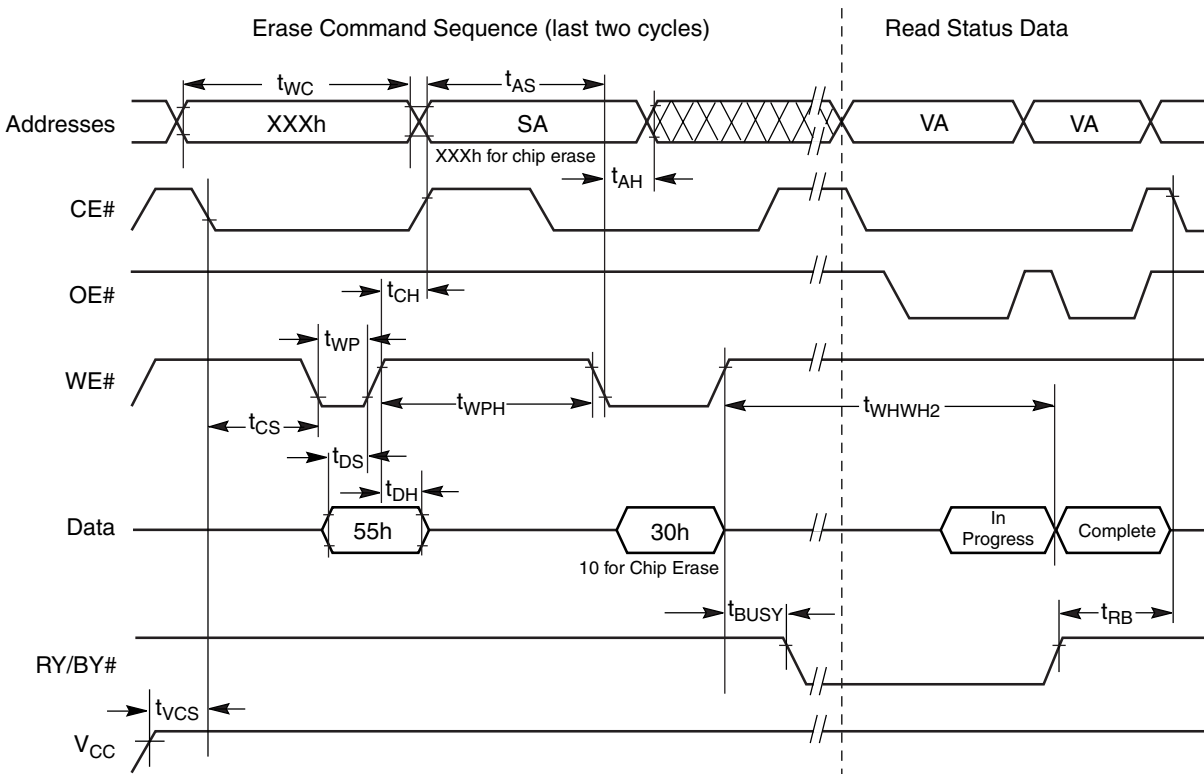 Erase Command Sequence (last two cycles)
Read Status Data
tWC
tAS
Addresses
XXXh
SA
VA
VA
XXXh for chip erase
tAH
CE#
OE#
tCH
tWP
WE#
tWPH
tWHWH2
tCS
tDS
tDH
Data
55h
30h
In
Progress
Complete
10 for Chip Erase
tBUSY
tRB
RY/BY#
tVCS
VCC